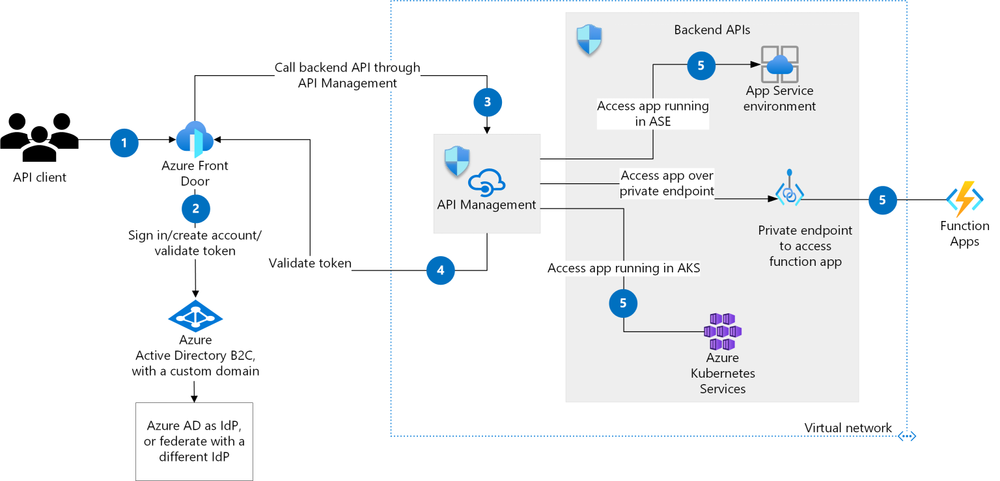 Backend APIs
Call backend API through
API Management
5
App Service
environment
3
Access app running
in ASE
1
API client
Azure Front
Door
API Management
Access app over
private endpoint
5
Function
Apps
Private endpoint
to access
function app
2
Sign in/create account/
validate token
Validate token
4
Access app running in AKS
5
Azure
Kubernetes
Services
Azure
Active Directory B2C,
with a custom domain
Azure AD as IdP,
or federate with a
different IdP
Virtual network